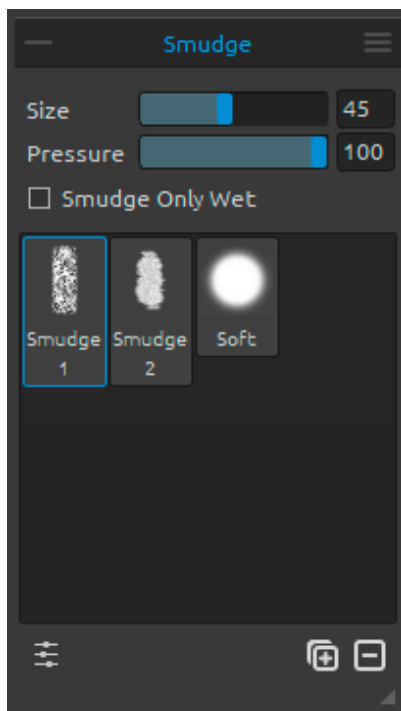 Smudge
Size 45
Pressure 100
Smudge Only Wet
Smudge Smudge Soft
1 2